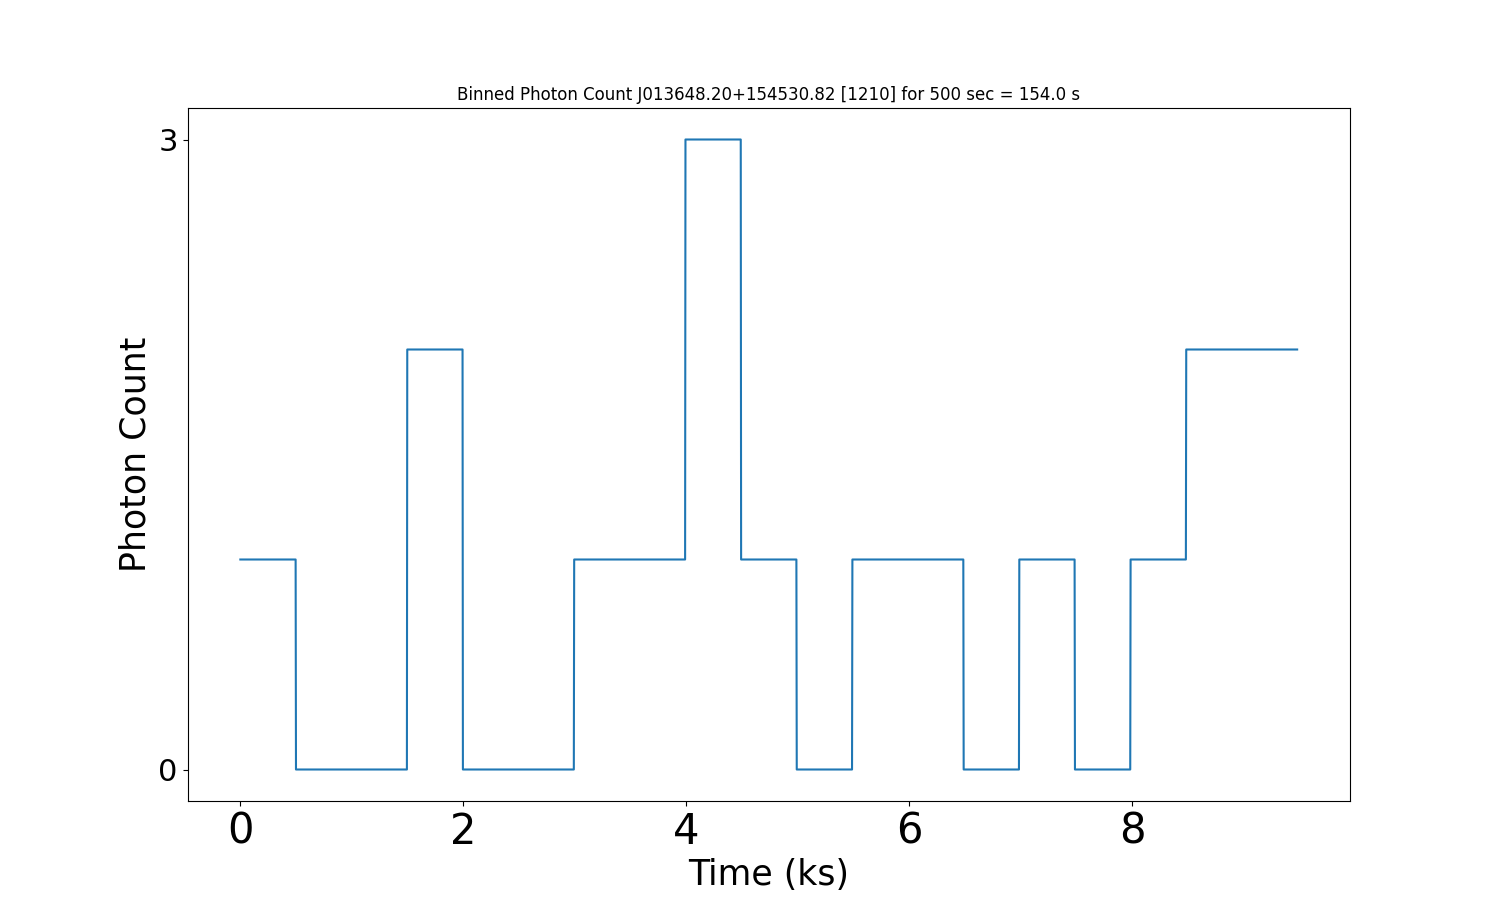 Binned Photon Count J013648.20+154530.82 [1210] for 500 sec = 154.0 s
3
Photon Count
0
0 2 4 6 8
Time (ks)